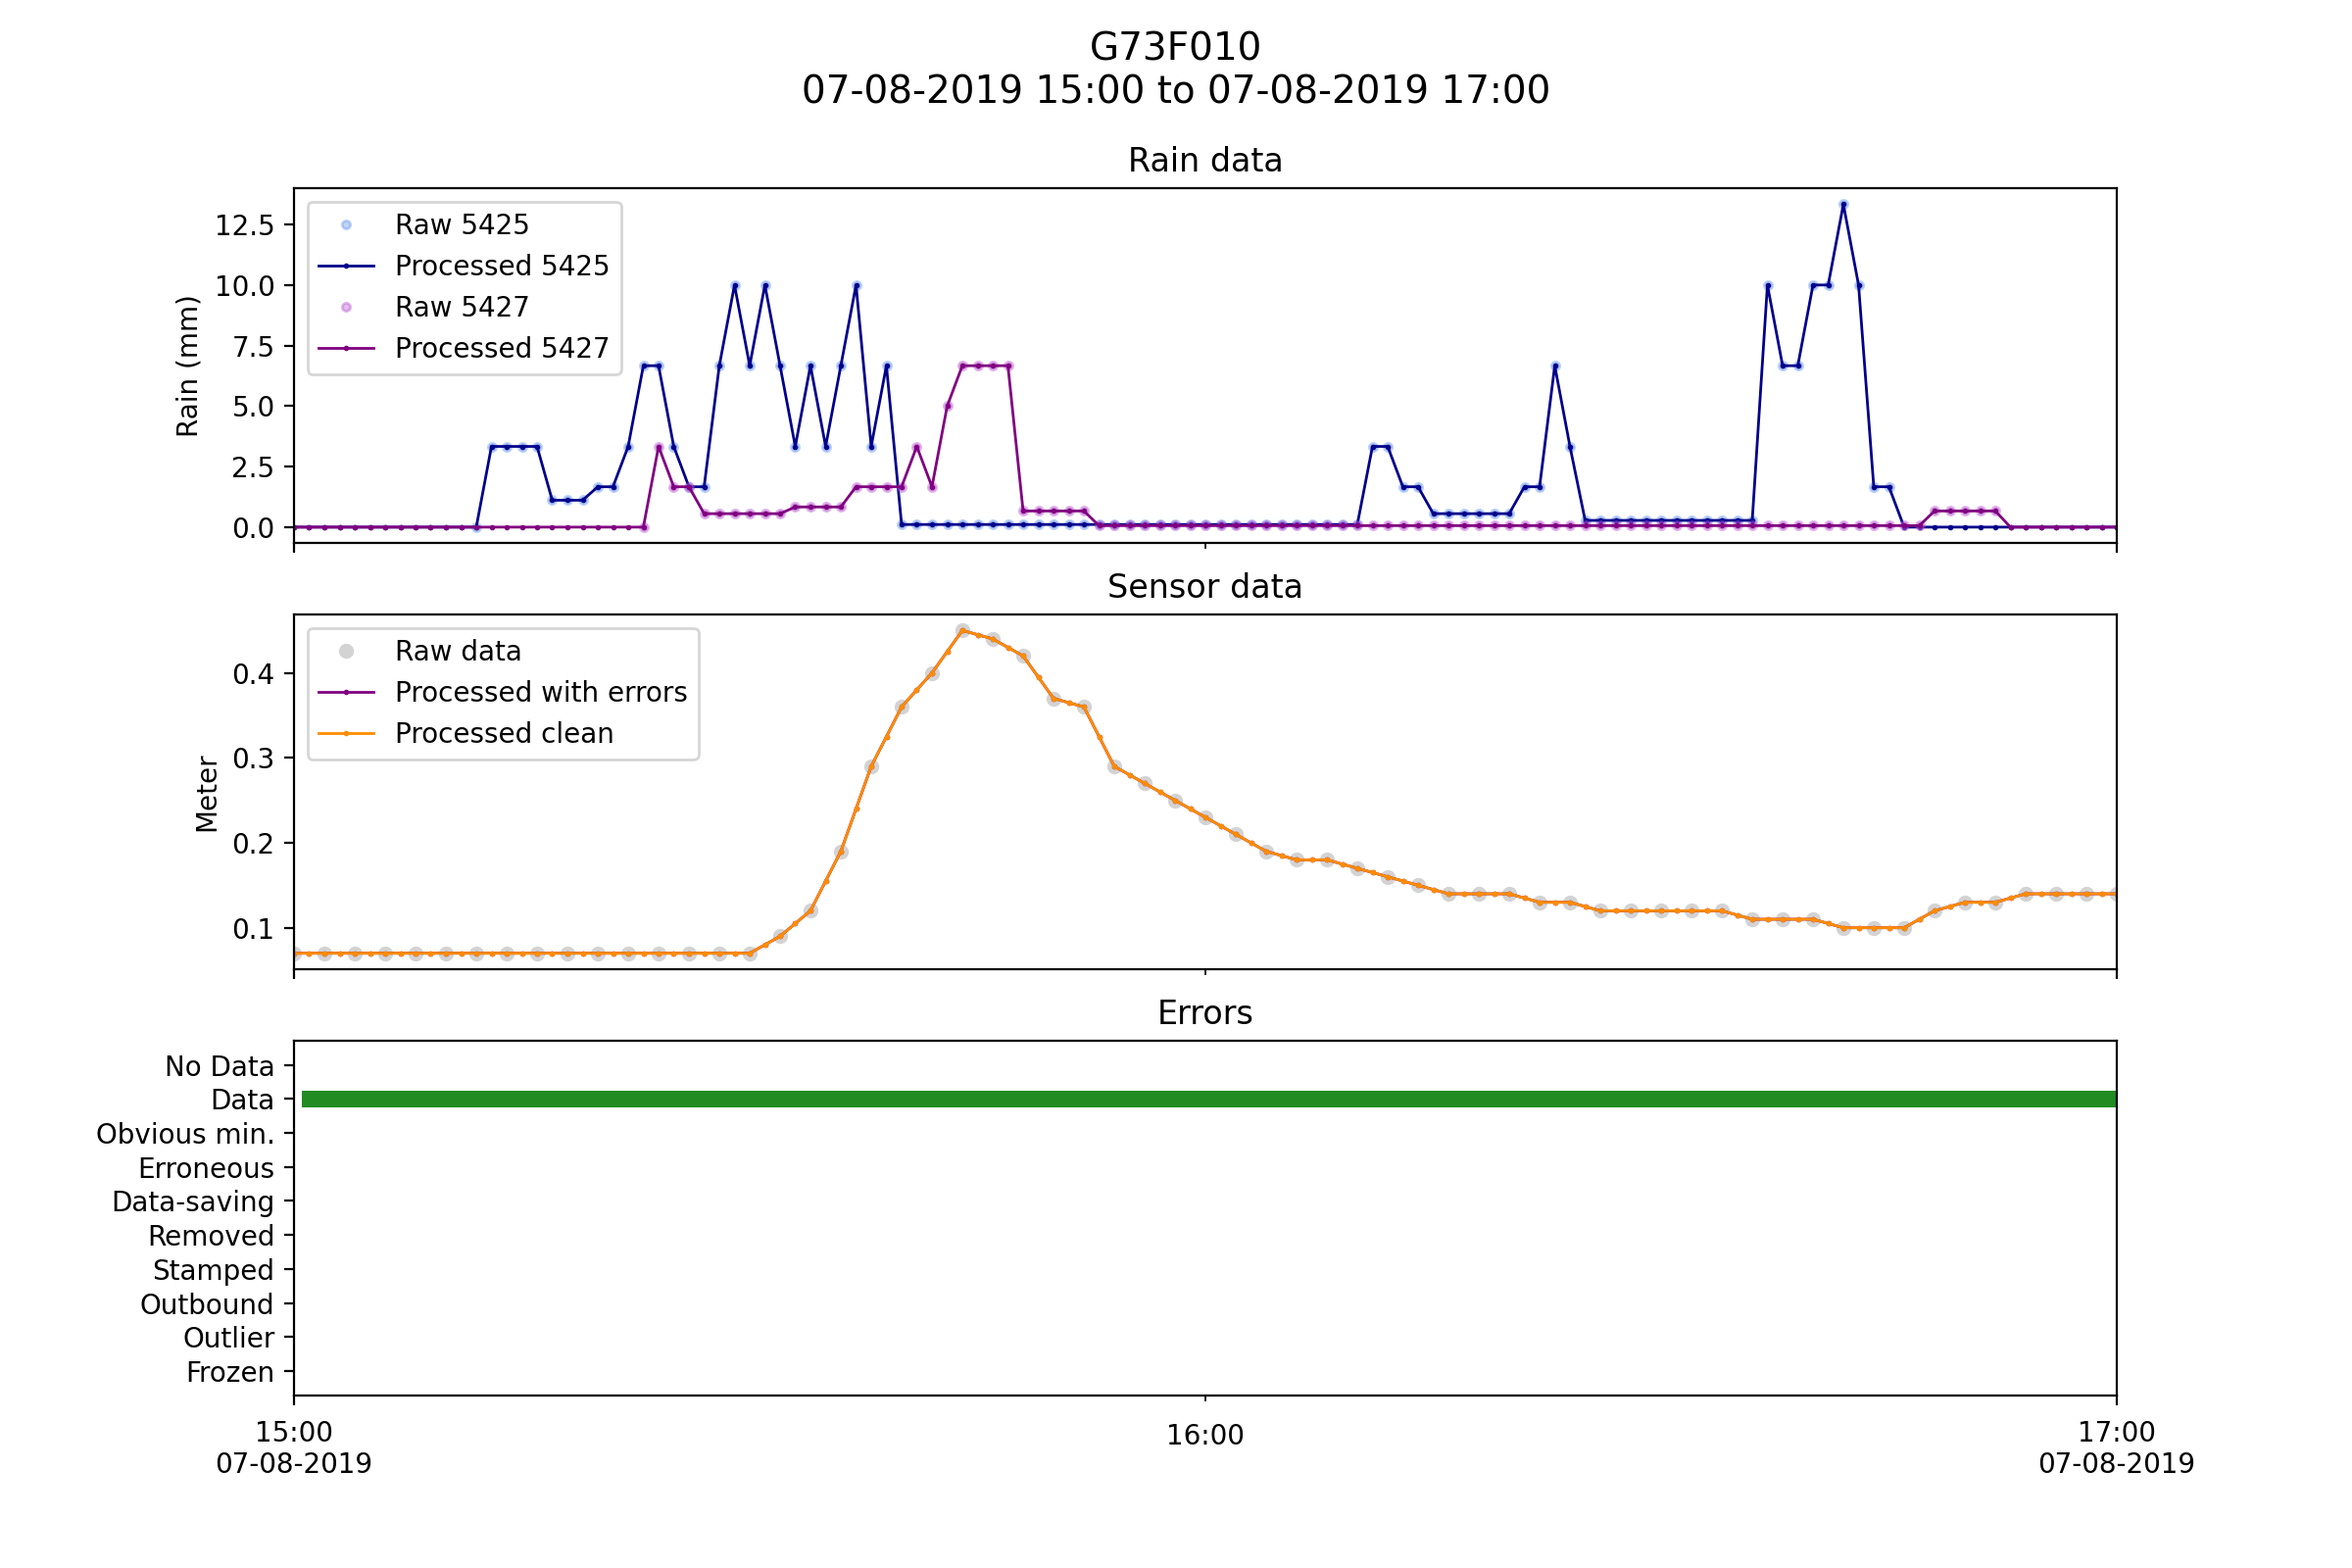 G73F010
07-08-2019 15:00 to 07-08-2019 17:00
Rain data
Rain (mm)
12.5
10.0
7.5
5.0
2.5
0.0
Raw 5425
Processed 5425
Raw 5427
Processed 5427
Sensor data
Meter
0.4
0.3
0.2
0.1
Raw data
Processed with errors
Processed clean
Errors
No Data
Data
Obvious min.
Erroneous
Data-saving
Removed
Stamped
Outbound
Outlier
Frozen
15:00
07-08-2019
16:00
17:00
07-08-2019